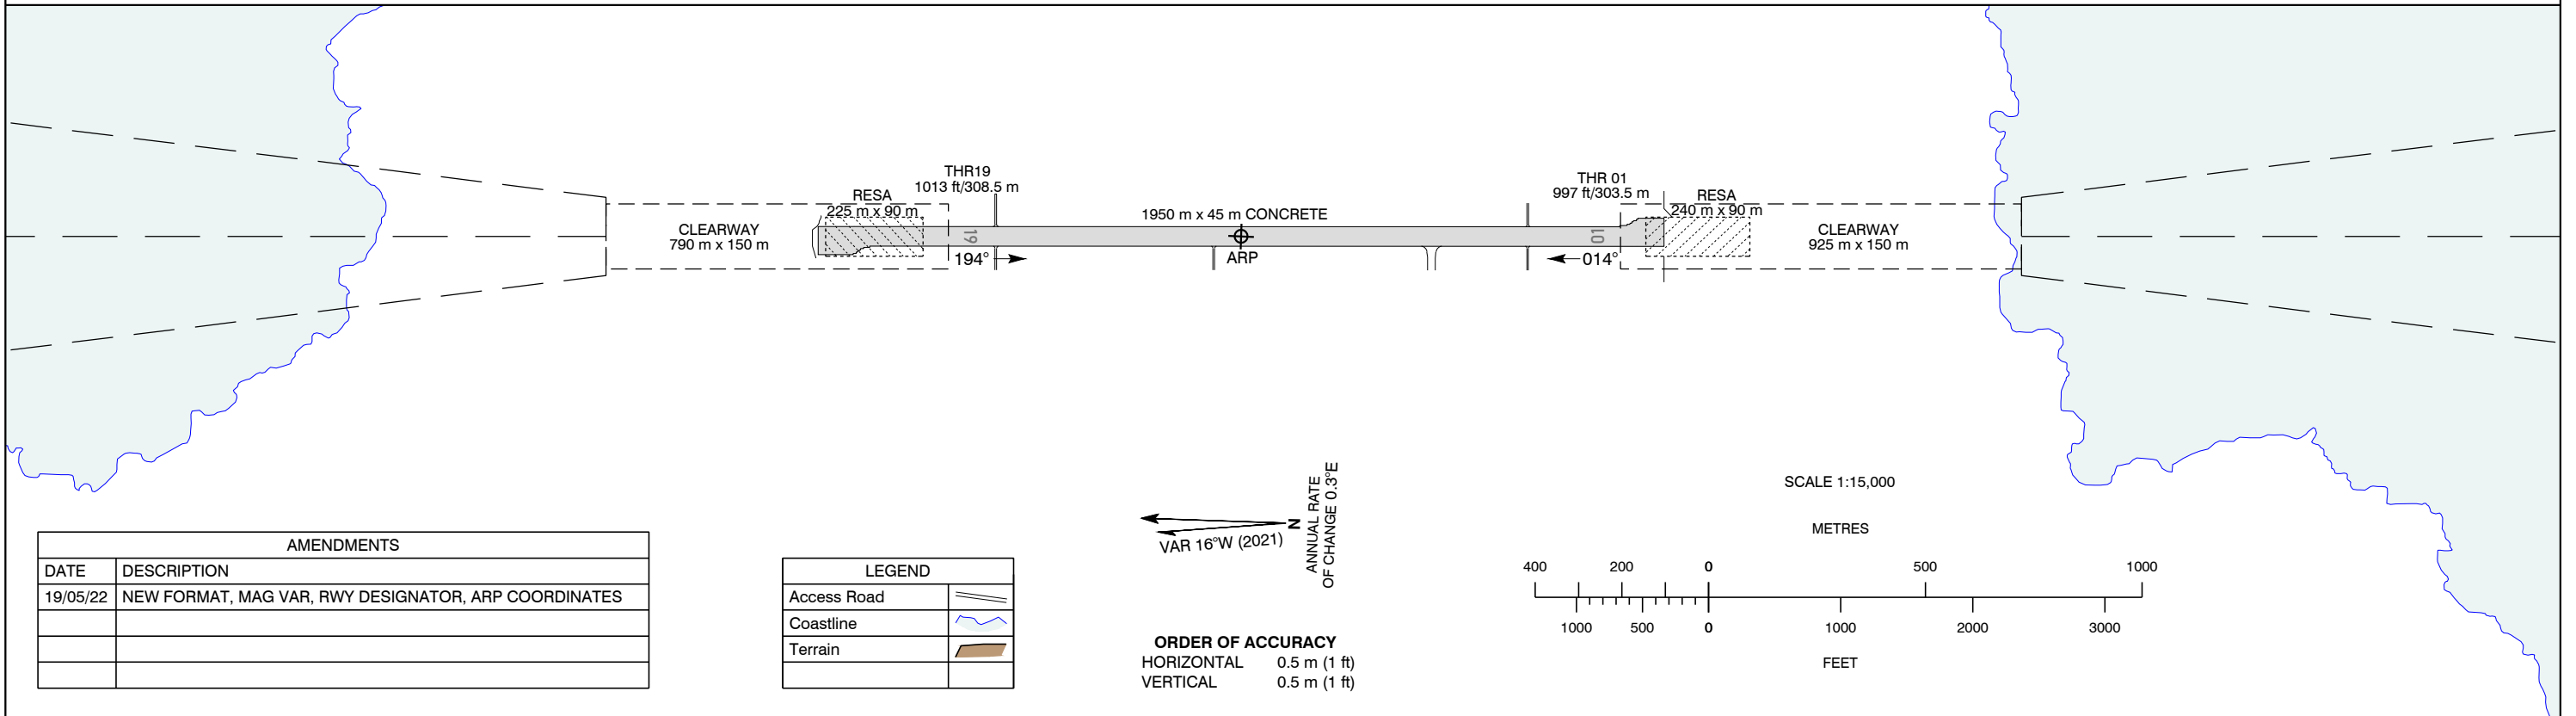 THR19
1013 ft/308.5 m
THR 01
997 ft/303.5 m
RESA
225 m x 90 m
RESA
240 m x 90 m
1950 m x 45 m CONCRETE
CLEARWAY
790 m x 150 m
CLEARWAY
925 m x 150 m
19
01
194°
ARP
014°
VAR 16°W (2021)
N
ANNUAL RATE
OF CHANGE 0.3°E
SCALE 1:15,000
METRES
400 200 0 500 1000
1000 500 0 1000 2000 3000
FEET
AMENDMENTS
DATE DESCRIPTION
19/05/22 NEW FORMAT, MAG VAR, RWY DESIGNATOR, ARP COORDINATES
LEGEND
Access Road
Coastline
Terrain
ORDER OF ACCURACY
HORIZONTAL 0.5 m (1 ft)
VERTICAL 0.5 m (1 ft)